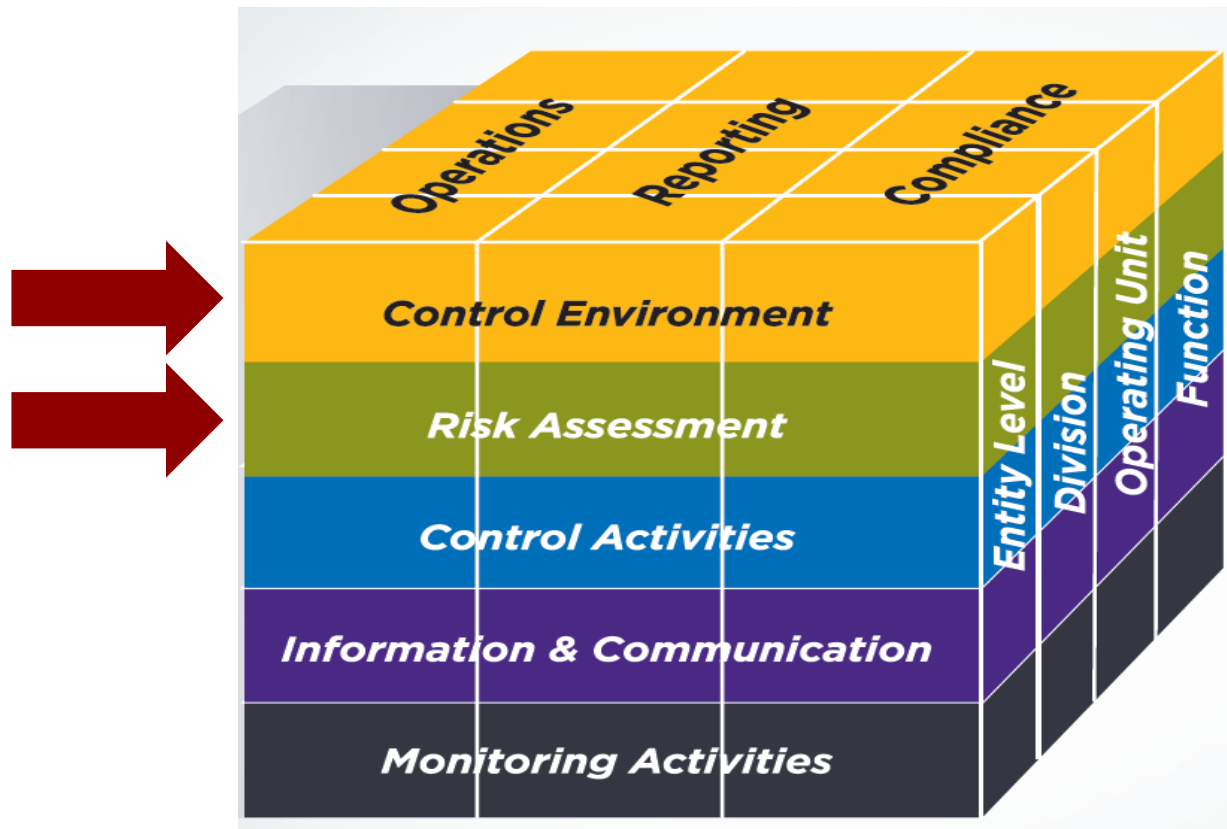 Operations
Reporting
Compliance
Control Environment
Risk Assessment
Control Activities
Information & Communication
Monitoring Activities
Entity Level
Division
Operating Unit
Function